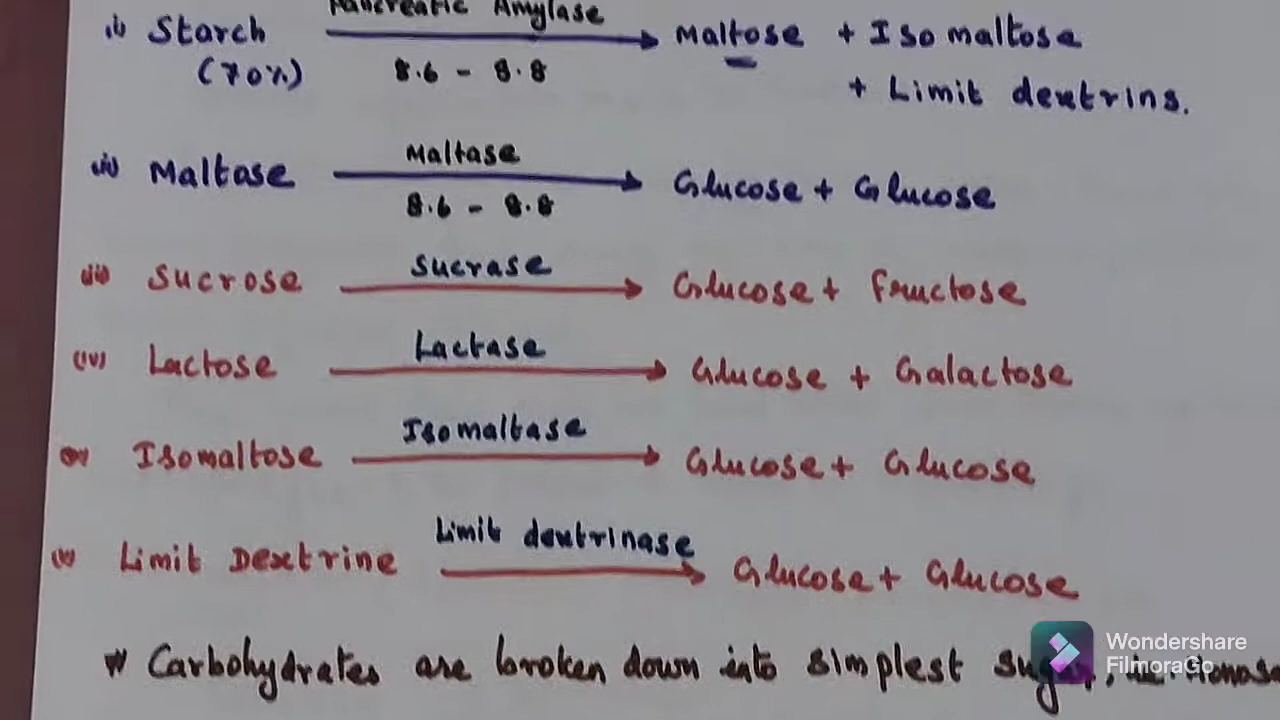 i) Starch Pancreatic Amylase Maltose + Isomaltose
(70%) 8.6 - 8.8 + Limit dextrins.
ii) Maltase Maltase Glucose + Glucose
8.6 - 8.8
iii) Sucrose Sucrase Glucose + Fructose
(iv) Lactose Lactase Glucose + Galactose
Isomaltose Isomaltase Glucose + Glucose
(v) Limit Dextrine Limit dextrinase Glucose + Glucose
* Carbohydrates are broken down into simplest sugar, ie.
Wondershare
FilmoraGo